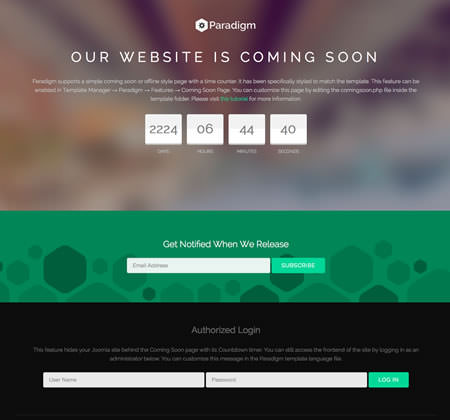 Paradigm
OUR WEBSITE IS COMING SOON
Paradigm supports a simple coming soon or offline style page with a time counter. It has been specifically styled to match the template. This feature can be
enabled in Template Manager → Paradigm → Features → Coming Soon Page. You can customise this page by editing the comingsoon.php file inside the
template folder. Please visit this tutorial for more information.
2224 06 44 40
DAYS HOURS MINUTES SECONDS
Get Notified When We Release
Email Address SUBSCRIBE
Authorized Login
This feature hides your Joomla site behind the Coming Soon page with its Countdown timer. You can still access the frontend of the site by logging in as an
administrator below. You can customise this message in the Paradigm template language file.
User Name Password LOG IN